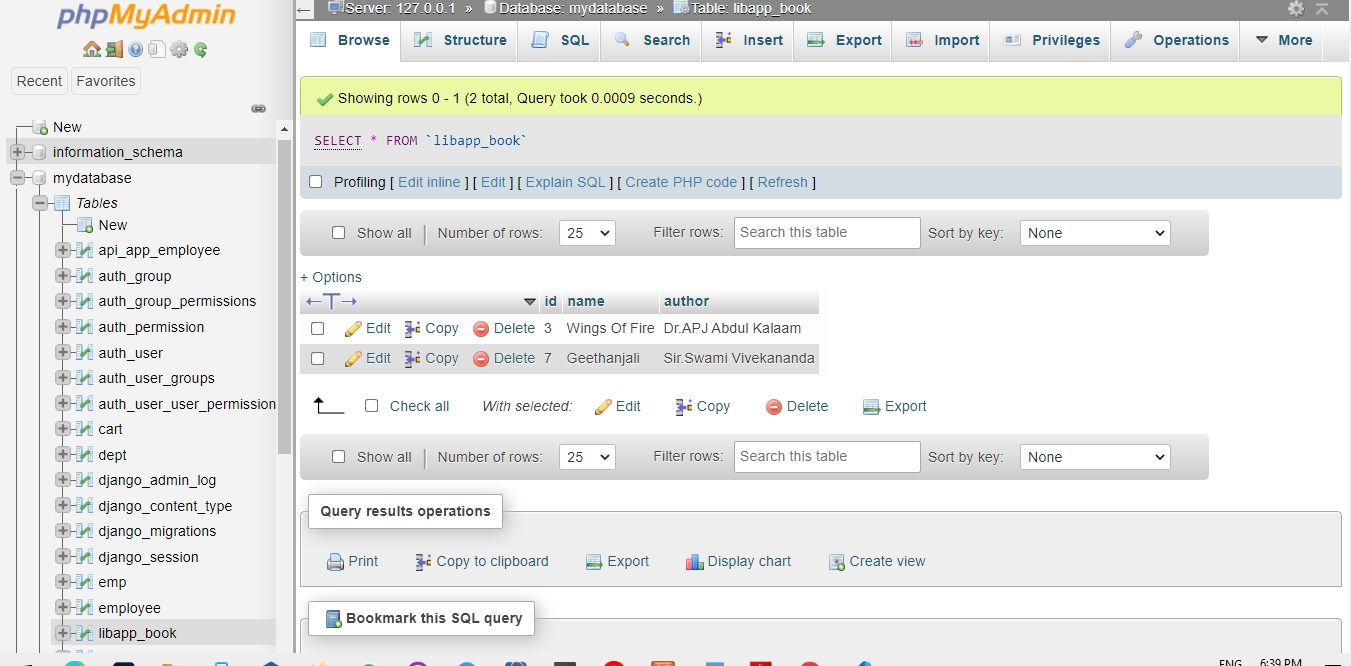 phpMyAdmin
Recent Favorites
New
information_schema
mydatabase
Tables
New
api_app_employee
auth_group
auth_group_permissions
auth_permission
auth_user
auth_user_groups
auth_user_user_permission
cart
dept
django_admin_log
django_content_type
django_migrations
django_session
emp
employee
libapp_book
Server: 127.0.0.1 » Database: mydatabase » Table: libapp_book
Browse Structure SQL Search Insert Export Import Privileges Operations More
Showing rows 0 - 1 (2 total, Query took 0.0009 seconds.)
SELECT * FROM `libapp_book`
Profiling [ Edit inline ] [ Edit ] [ Explain SQL ] [ Create PHP code ] [ Refresh ]
Show all Number of rows: 25 Filter rows: Search this table Sort by key: None
+ Options
←T→ id name author
Edit Copy Delete 3 Wings Of Fire Dr.APJ Abdul Kalaam
Edit Copy Delete 7 Geethanjali Sir.Swami Vivekananda
Check all With selected: Edit Copy Delete Export
Show all Number of rows: 25 Filter rows: Search this table Sort by key: None
Query results operations
Print Copy to clipboard Export Display chart Create view
Bookmark this SQL query
ENG 6:39 PM